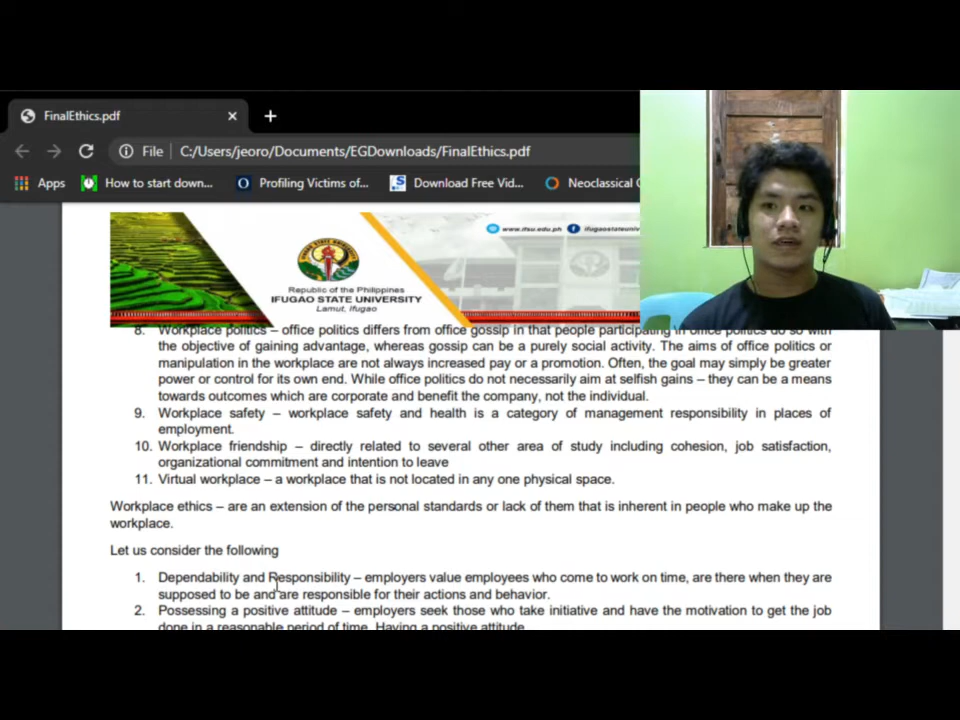 FinalEthics.pdf
File
C:/Users/jeoro/Documents/EGDownloads/FinalEthics.pdf
Apps
How to start down...
Profiling Victims of...
Download Free Vid...
Neoclassical
www.ifsu.edu.ph
ifugaostateuniv
Republic of the Philippines
IFUGAO STATE UNIVERSITY
Lamut, Ifugao
8. Workplace politics – office politics differs from office gossip in that people participating in office politics do so with
the objective of gaining advantage, whereas gossip can be a purely social activity. The aims of office politics or
manipulation in the workplace are not always increased pay or a promotion. Often, the goal may simply be greater
power or control for its own end. While office politics do not necessarily aim at selfish gains – they can be a means
towards outcomes which are corporate and benefit the company, not the individual.
9. Workplace safety – workplace safety and health is a category of management responsibility in places of
employment.
10. Workplace friendship – directly related to several other area of study including cohesion, job satisfaction,
organizational commitment and intention to leave
11. Virtual workplace – a workplace that is not located in any one physical space.
Workplace ethics – are an extension of the personal standards or lack of them that is inherent in people who make up the
workplace.
Let us consider the following
1. Dependability and Responsibility – employers value employees who come to work on time, are there when they are
supposed to be and are responsible for their actions and behavior.
2. Possessing a positive attitude – employers seek those who take initiative and have the motivation to get the job
done in a reasonable period of time. Having a positive attitude